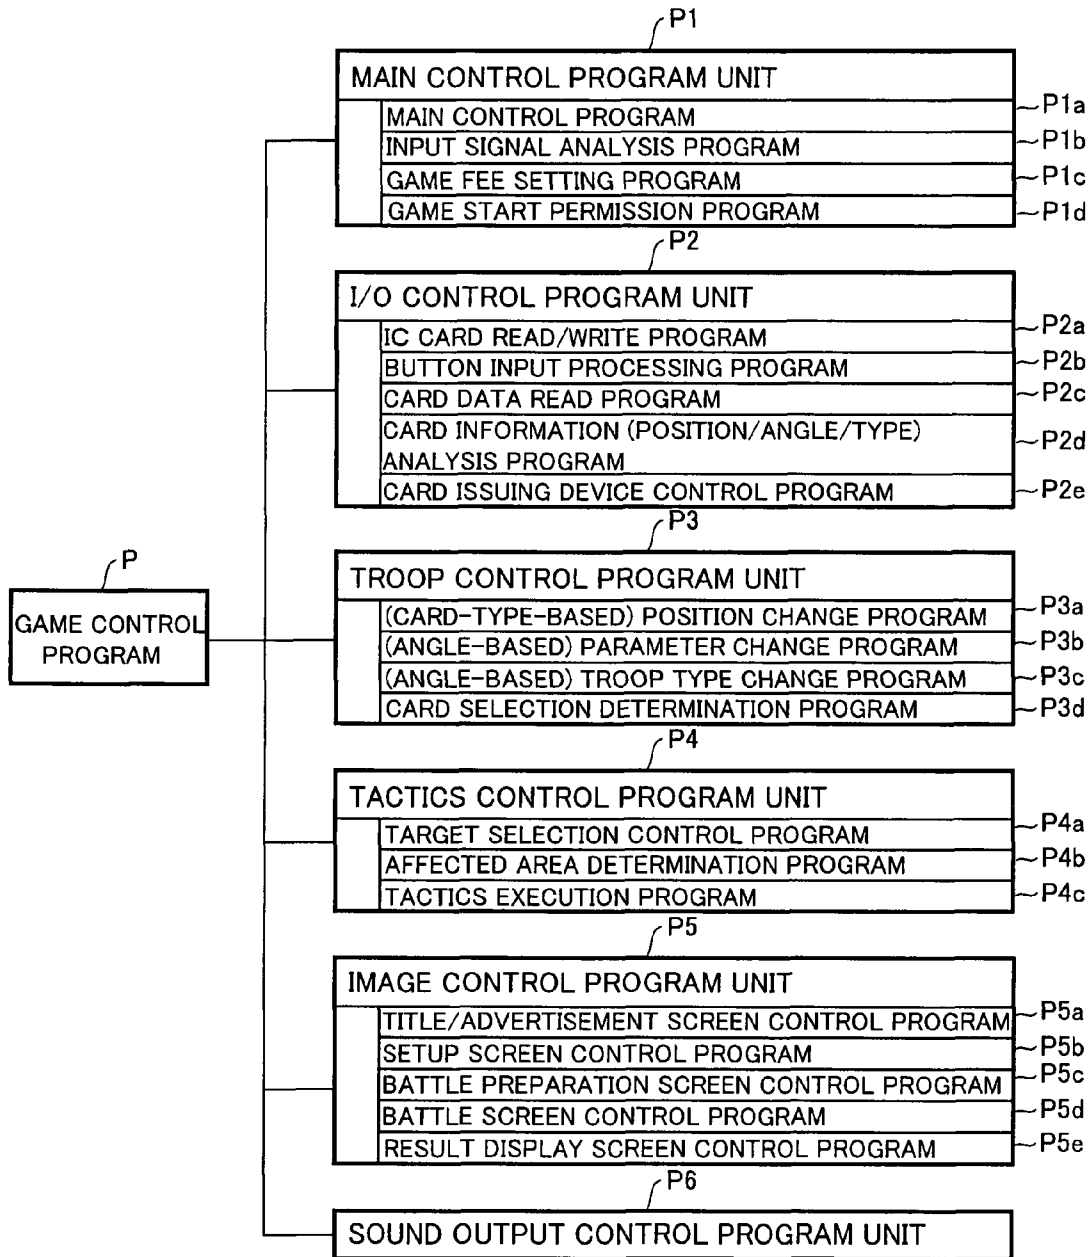 P1
MAIN CONTROL PROGRAM UNIT
MAIN CONTROL PROGRAM P1a
INPUT SIGNAL ANALYSIS PROGRAM P1b
GAME FEE SETTING PROGRAM P1c
GAME START PERMISSION PROGRAM P1d
P2
I/O CONTROL PROGRAM UNIT
IC CARD READ/WRITE PROGRAM P2a
BUTTON INPUT PROCESSING PROGRAM P2b
CARD DATA READ PROGRAM P2c
CARD INFORMATION (POSITION/ANGLE/TYPE) P2d
ANALYSIS PROGRAM
CARD ISSUING DEVICE CONTROL PROGRAM P2e
P
GAME CONTROL
PROGRAM
P3
TROOP CONTROL PROGRAM UNIT
(CARD-TYPE-BASED) POSITION CHANGE PROGRAM P3a
(ANGLE-BASED) PARAMETER CHANGE PROGRAM P3b
(ANGLE-BASED) TROOP TYPE CHANGE PROGRAM P3c
CARD SELECTION DETERMINATION PROGRAM P3d
P4
TACTICS CONTROL PROGRAM UNIT
TARGET SELECTION CONTROL PROGRAM P4a
AFFECTED AREA DETERMINATION PROGRAM P4b
TACTICS EXECUTION PROGRAM P4c
P5
IMAGE CONTROL PROGRAM UNIT
TITLE/ADVERTISEMENT SCREEN CONTROL PROGRAM P5a
SETUP SCREEN CONTROL PROGRAM P5b
BATTLE PREPARATION SCREEN CONTROL PROGRAM P5c
BATTLE SCREEN CONTROL PROGRAM P5d
RESULT DISPLAY SCREEN CONTROL PROGRAM P5e
P6
SOUND OUTPUT CONTROL PROGRAM UNIT